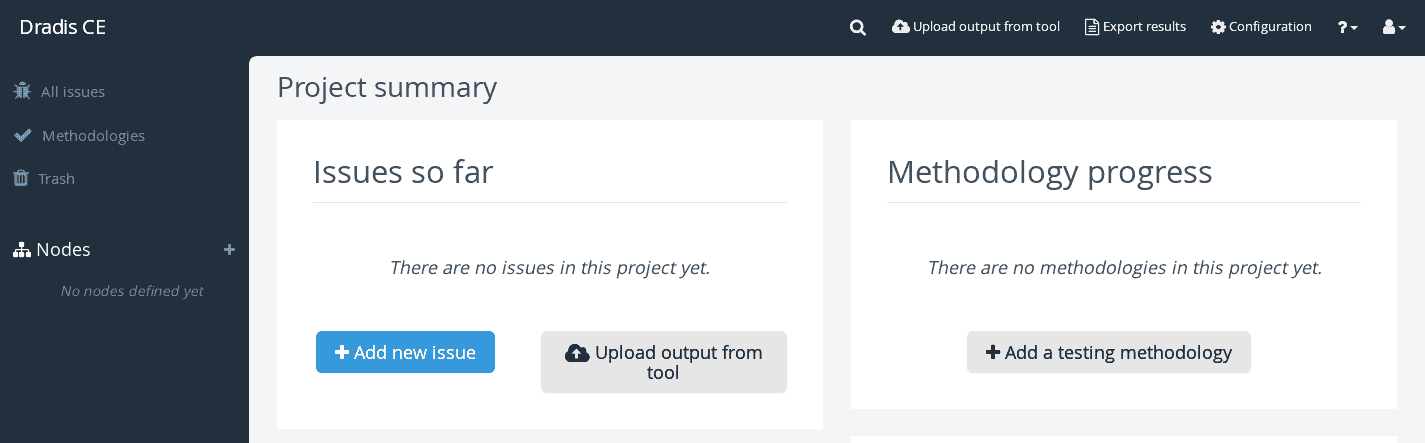 Dradis CE
Upload output from tool
Export results
Configuration
?
All issues
Methodologies
Trash
Nodes
No nodes defined yet
Project summary
Issues so far
There are no issues in this project yet.
Add new issue
Upload output from
tool
Methodology progress
There are no methodologies in this project yet.
Add a testing methodology